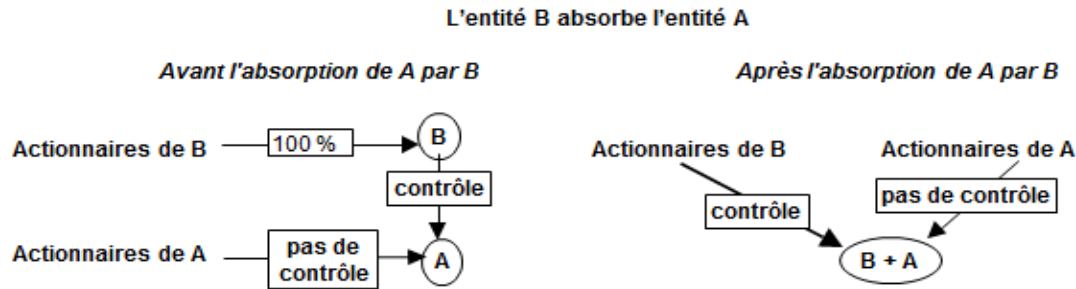 L'entité B absorbe l'entité A
Avant l'absorption de A par B
Après l'absorption de A par B
Actionnaires de B
100 %
B
contrôle
Actionnaires de A
pas de
contrôle
A
Actionnaires de B
Actionnaires de A
contrôle
pas de contrôle
B + A